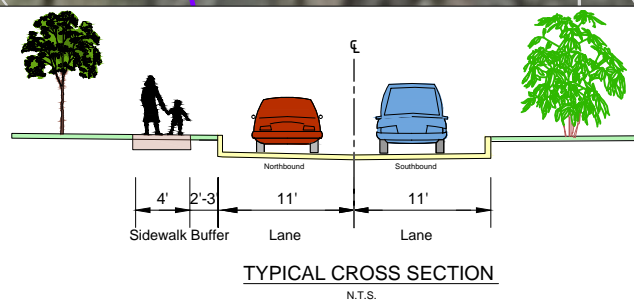 ℄
Northbound Southbound
4' 2'-3' 11' 11'
Sidewalk Buffer Lane Lane
TYPICAL CROSS SECTION
N.T.S.